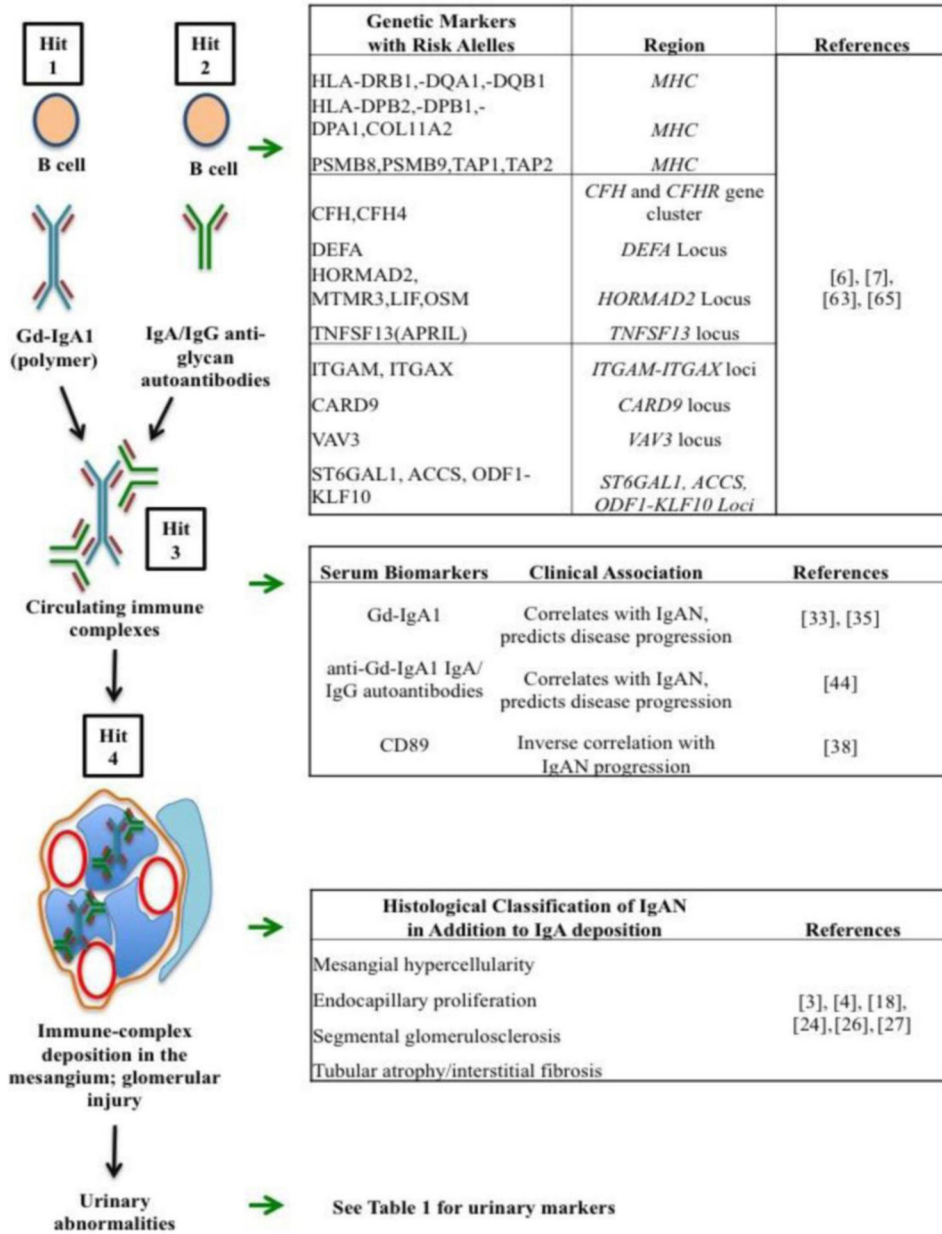 Hit
1
Hit
2
B cell
B cell
Gd-IgA1
(polymer)
IgA/IgG anti-
glycan
autoantibodies
Hit
3
Circulating immune
complexes
Hit
4
Immune-complex
deposition in the
mesangium; glomerular
injury
Urinary
abnormalities
Genetic Markers
with Risk Alelles
Region
References
HLA-DRB1,-DQA1,-DQB1
MHC
HLA-DPB2,-DPB1,-
DPA1,COL11A2
MHC
PSMB8,PSMB9,TAP1,TAP2
MHC
CFH,CFH4
CFH and CFHR gene
cluster
DEFA
DEFA Locus
HORMAD2,
MTMR3,LIF,OSM
HORMAD2 Locus
TNFSF13(APRIL)
TNFSF13 locus
ITGAM, ITGAX
ITGAM-ITGAX loci
CARD9
CARD9 locus
VAV3
VAV3 locus
ST6GAL1, ACCS, ODF1-
KLF10
ST6GAL1, ACCS,
ODF1-KLF10 Loci
[6], [7],
[63], [65]
Serum Biomarkers
Clinical Association
References
Gd-IgA1
Correlates with IgAN,
predicts disease progression
[33], [35]
anti-Gd-IgA1 IgA/
IgG autoantibodies
Correlates with IgAN,
predicts disease progression
[44]
CD89
Inverse correlation with
IgAN progression
[38]
Histological Classification of IgAN
in Addition to IgA deposition
References
Mesangial hypercellularity
Endocapillary proliferation
Segmental glomerulosclerosis
Tubular atrophy/interstitial fibrosis
[3], [4], [18],
[24],[26], [27]
See Table 1 for urinary markers